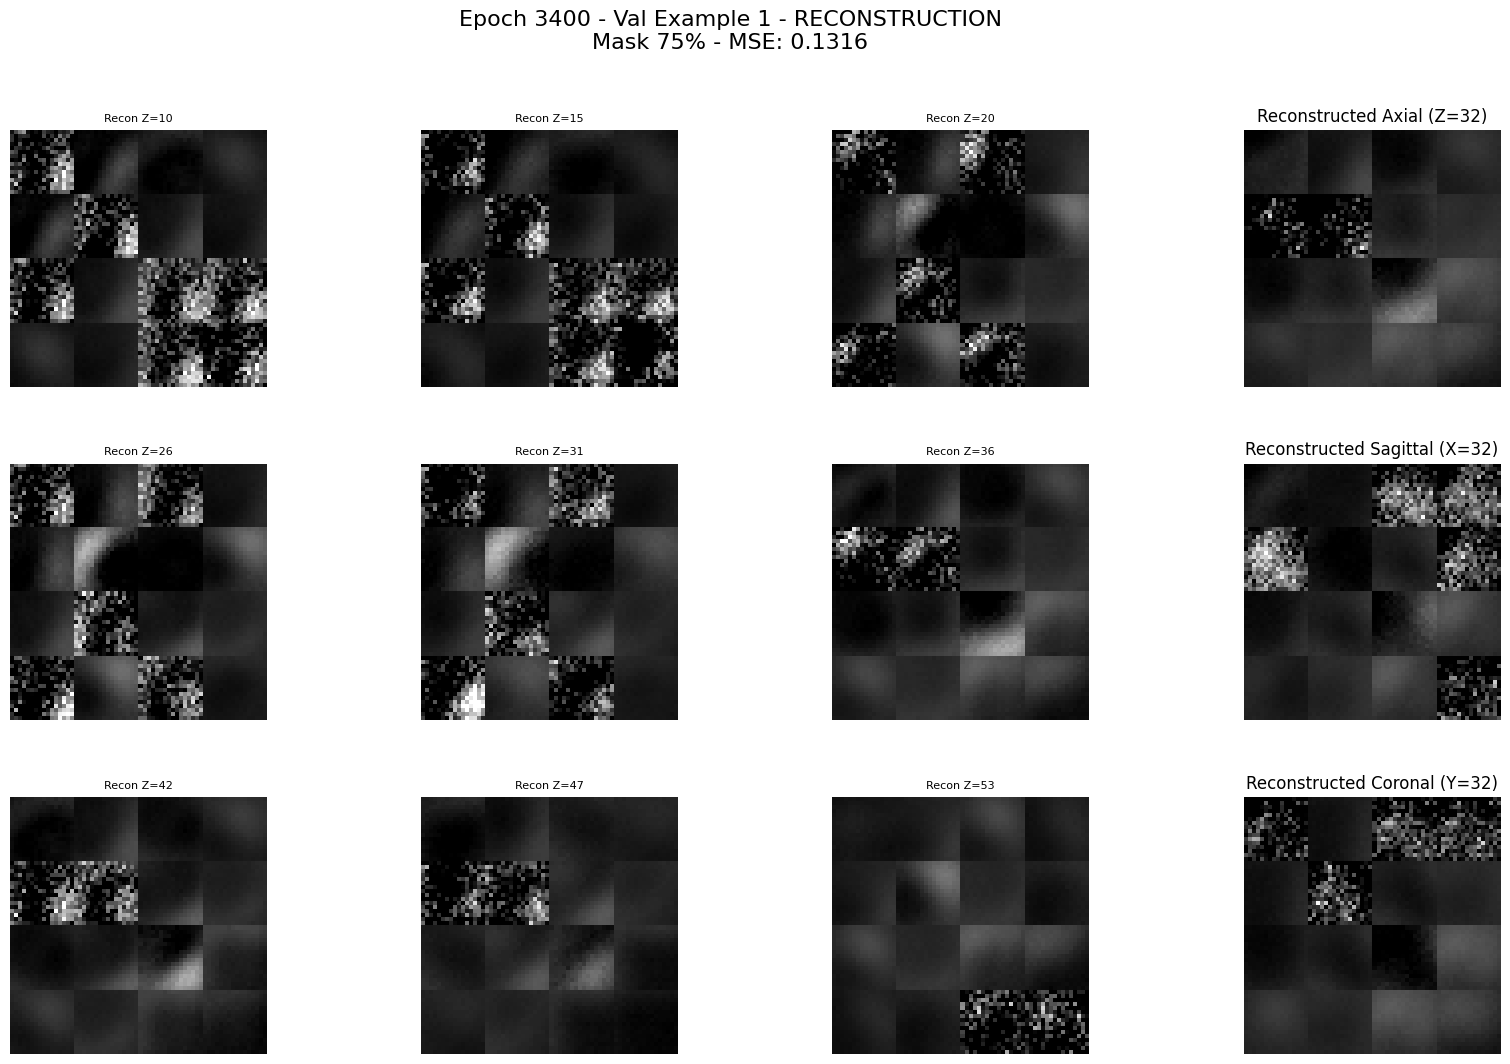 Epoch 3400 - Val Example 1 - RECONSTRUCTION
Mask 75% - MSE: 0.1316
Recon Z=10
Recon Z=15
Recon Z=20
Reconstructed Axial (Z=32)
Recon Z=26
Recon Z=31
Recon Z=36
Reconstructed Sagittal (X=32)
Recon Z=42
Recon Z=47
Recon Z=53
Reconstructed Coronal (Y=32)